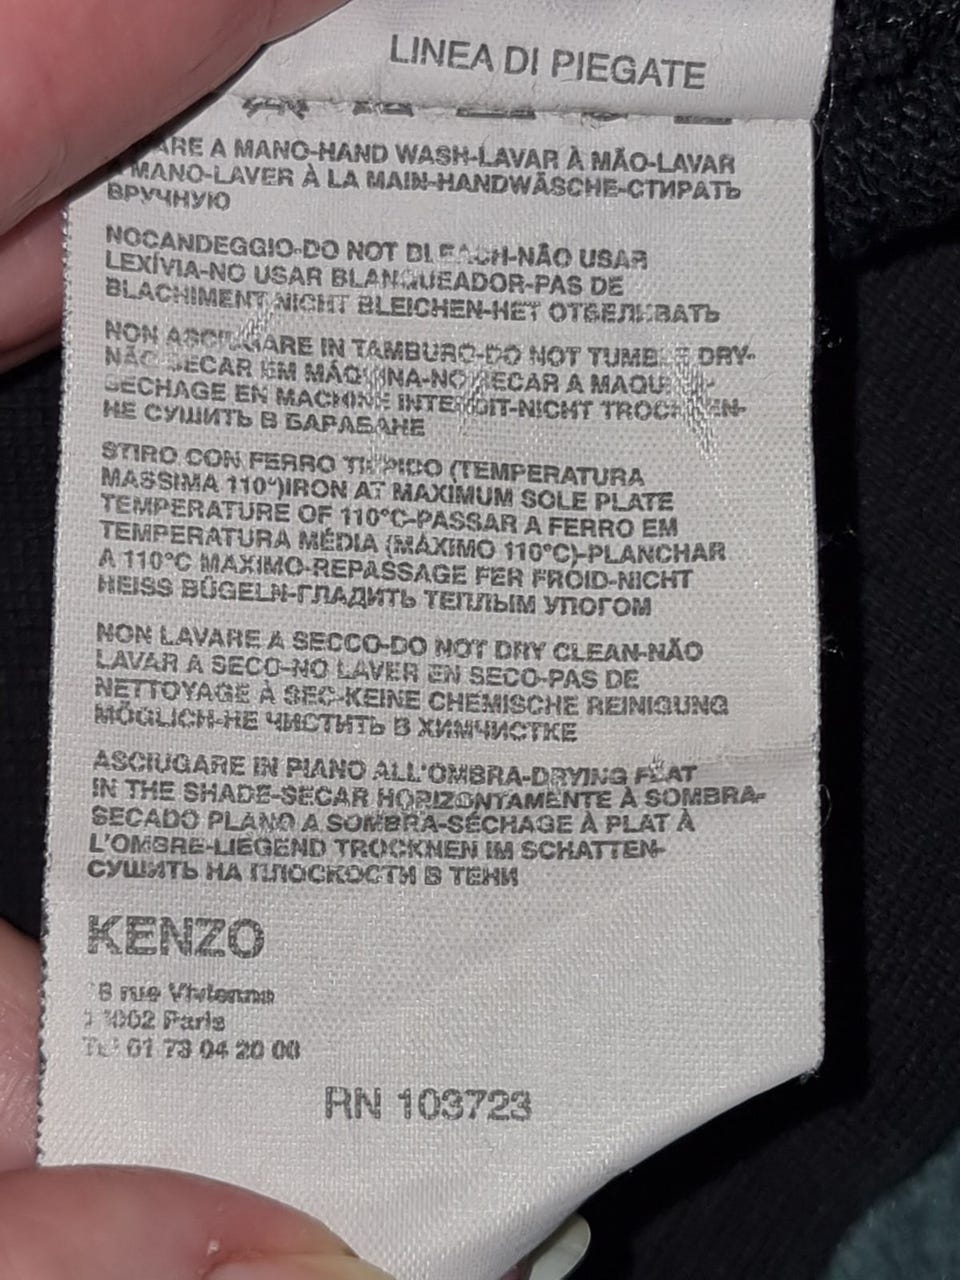 LINEA DI PIEGATE
A MANO-HAND WASH-LAVAR À MÃO-LAVAR
MANO-LAVER À LA MAIN-HANDWÄSCHE-СТИРАТЬ
ВРУЧНУЮ
NOCANDEGGIO-DO NOT BLEACH-NÃO USAR
LEXÍVIA-NO USAR BLANQUEADOR-PAS DE
BLACHIMENT-NICHT BLEICHEN-НЕТ ОТБЕЛИВАТЬ
NON ASCIUGARE IN TAMBURO-DO NOT TUMBLE DRY-
NÃO SECAR EM MÁQUINA-NO SECAR A
SECHAGE EN MACHINE INTERDIT-NICHT TROCKNEN-
НЕ СУШИТЬ В БАРАБАНЕ
STIRO CON FERRO TIEPIDO (TEMPERATURA
MASSIMA 110°)IRON AT MAXIMUM SOLE PLATE
TEMPERATURE OF 110°C-PASSAR A FERRO EM
TEMPERATURA MÉDIA (MÁXIMO 110°C)-PLANCHAR
A 110°C MAXIMO-REPASSAGE FER FROID-NICHT
HEISS BÜGELN-ГЛАДИТЬ ТЕПЛЫМ УПОГОМ
NON LAVARE A SECCO-DO NOT DRY CLEAN-NÃO
LAVAR A SECO-NO LAVER EN SECO-PAS DE
NETTOYAGE À SEC-KEINE CHEMISCHE REINIGUNG
MÖGLICH-НЕ ЧИСТИТЬ В ХИМЧИСТКЕ
ASCIUGARE IN PIANO ALL'OMBRA-DRYING FLAT
IN THE SHADE-SECAR HORIZONTAMENTE À SOMBRA-
SECADO PLANO A SOMBRA-SÉCHAGE À PLAT À
L'OMBRE-LIEGEND TROCKNEN IM SCHATTEN-
СУШИТЬ НА ПЛОСКОСТИ В ТЕНИ
KENZO
rue Vivienne
Paris
01 73 04 20 00
RN 103723